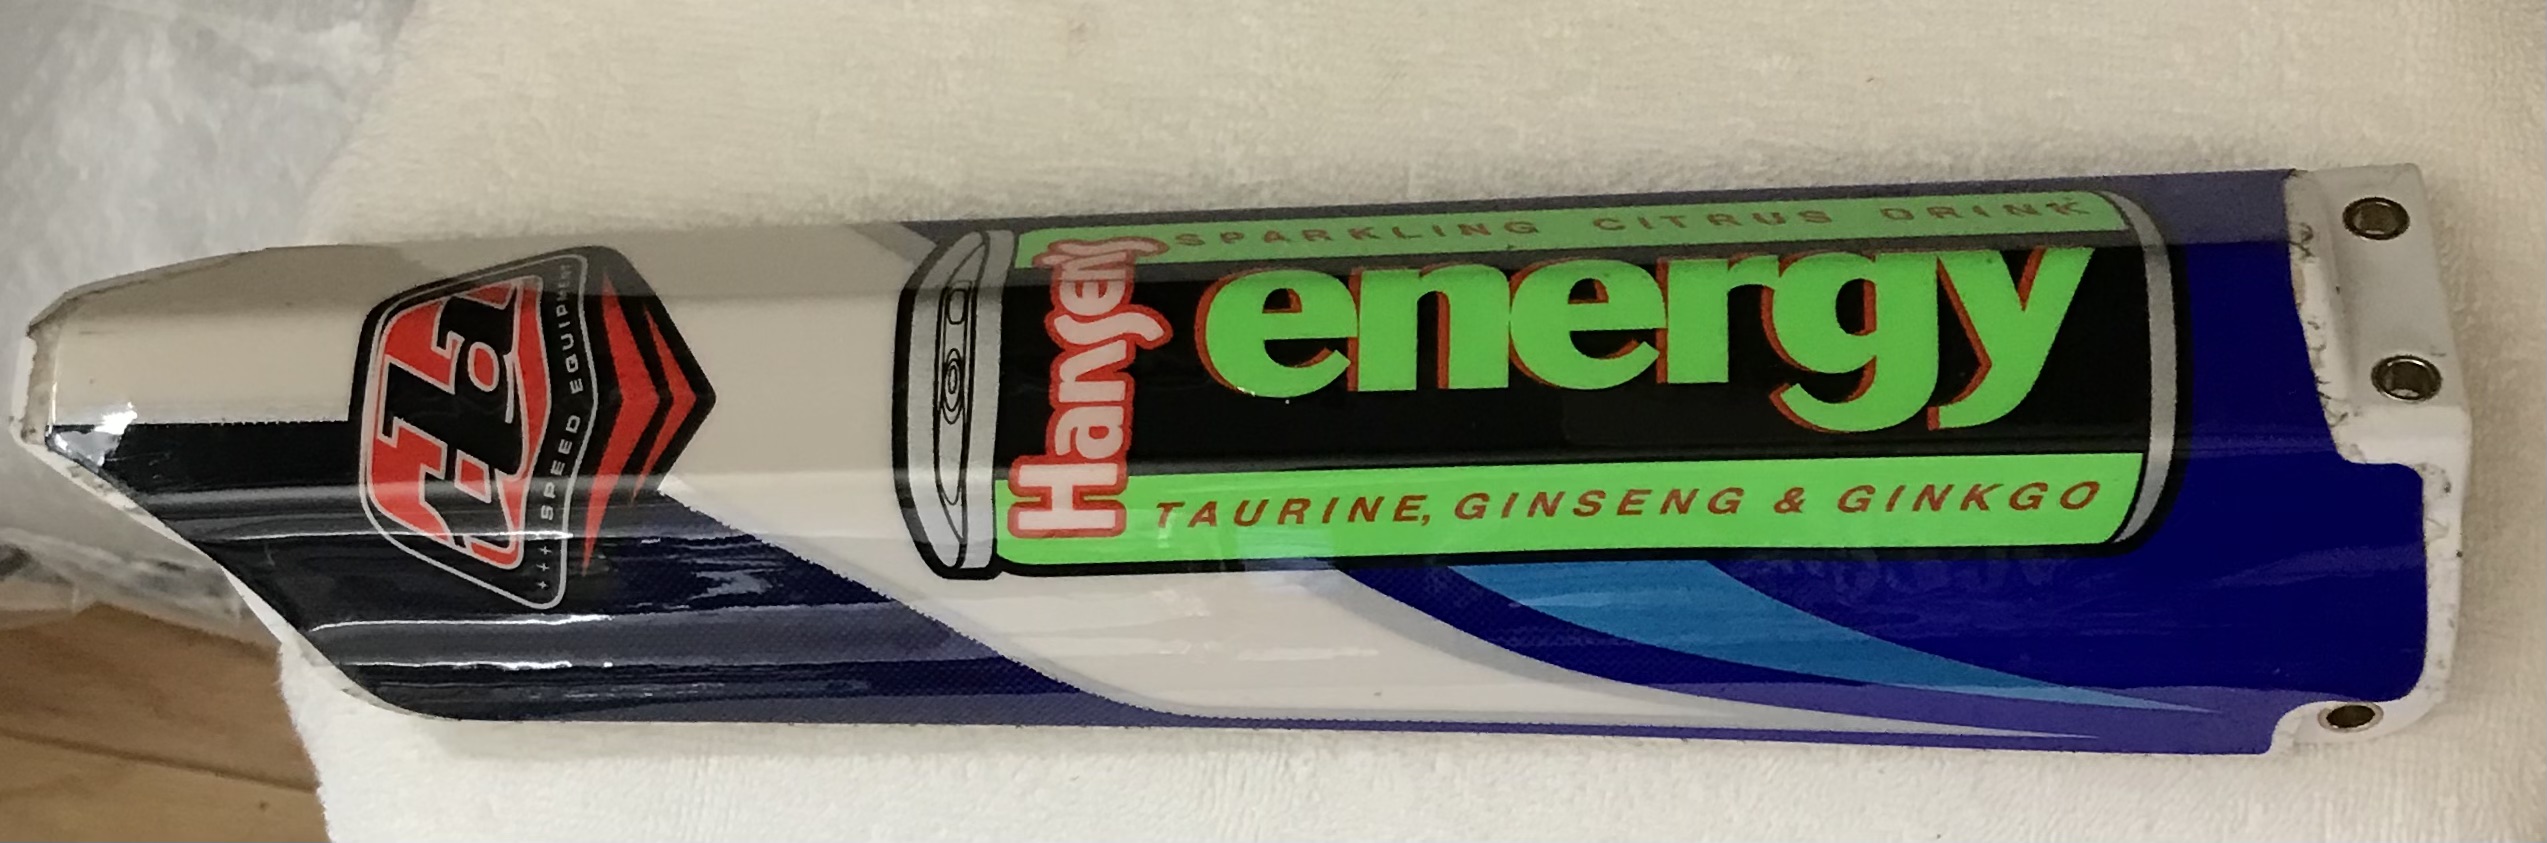 SPEED EQUIPMENT
Hansen's
SPARKLING CITRUS DRINK
energy
TAURINE, GINSENG & GINKGO